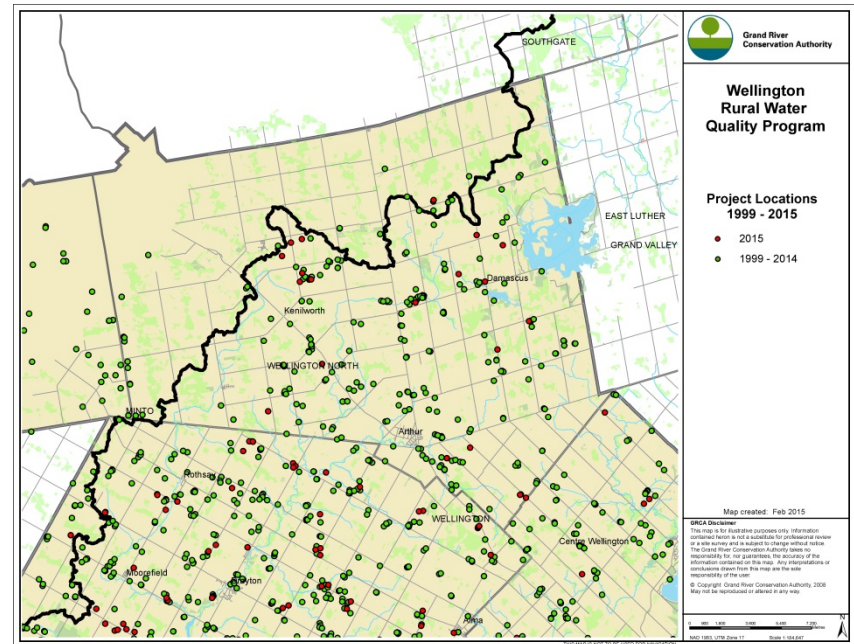 SOUTHGATE
EAST LUTHER
GRAND VALLEY
Damascus
Kenilworth
WELLINGTON NORTH
MINTO
Arthur
Rothsay
WELLINGTON
Centre Wellington
Moorefield
Drayton
Alma
Grand River
Conservation Authority
Wellington
Rural Water
Quality Program
Project Locations
1999 - 2015
2015
1999 - 2014
Map created: Feb 2015
GRCA Disclaimer
This map is for illustrative purposes only. Information
contained hereon is not a substitute for professional review
or a site survey and is subject to change without notice.
The Grand River Conservation Authority takes no
responsibility for, nor guarantees, the accuracy of the
information contained on this map. Any interpretations or
conclusions drawn from this map are the sole
responsibility of the user.
© Copyright Grand River Conservation Authority, 2008
May not be reproduced or altered in any way.
N
NAD 1983, UTM Zone 17